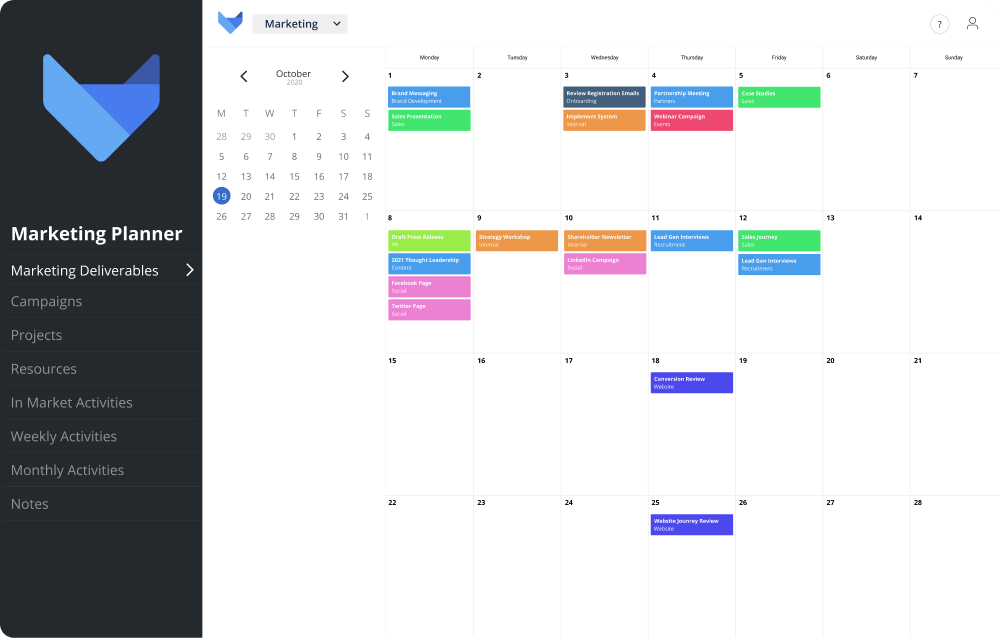 Marketing
?
Marketing Planner
Marketing Deliverables
Campaigns
Projects
Resources
In Market Activities
Weekly Activities
Monthly Activities
Notes
October
2020
M T W T F S S
28 29 30 1 2 3 4
5 6 7 8 9 10 11
12 13 14 15 16 17 18
19 20 21 22 23 24 25
26 27 28 29 30 31 1
Monday Tuesday Wednesday Thursday Friday Saturday Sunday
1 2 3 4 5 6 7
Brand Messaging
Brand Development
Sales Presentation
Sales
Review Registration Emails
Onboarding
Implement System
Internal
Partnership Meeting
Partners
Webinar Campaign
Events
Case Studies
Sales
8 9 10 11 12 13 14
Draft Press Release
PR
2021 Thought Leadership
Content
Facebook Page
Social
Twitter Page
Social
Strategy Workshop
Internal
Shareholder Newsletter
Internal
LinkedIn Campaign
Social
Lead Gen Interviews
Recruitment
Sales Journey
Sales
Lead Gen Interviews
Recruitment
15 16 17 18 19 20 21
Conversion Review
Website
22 23 24 25 26 27 28
Website Jounrey Review
Website